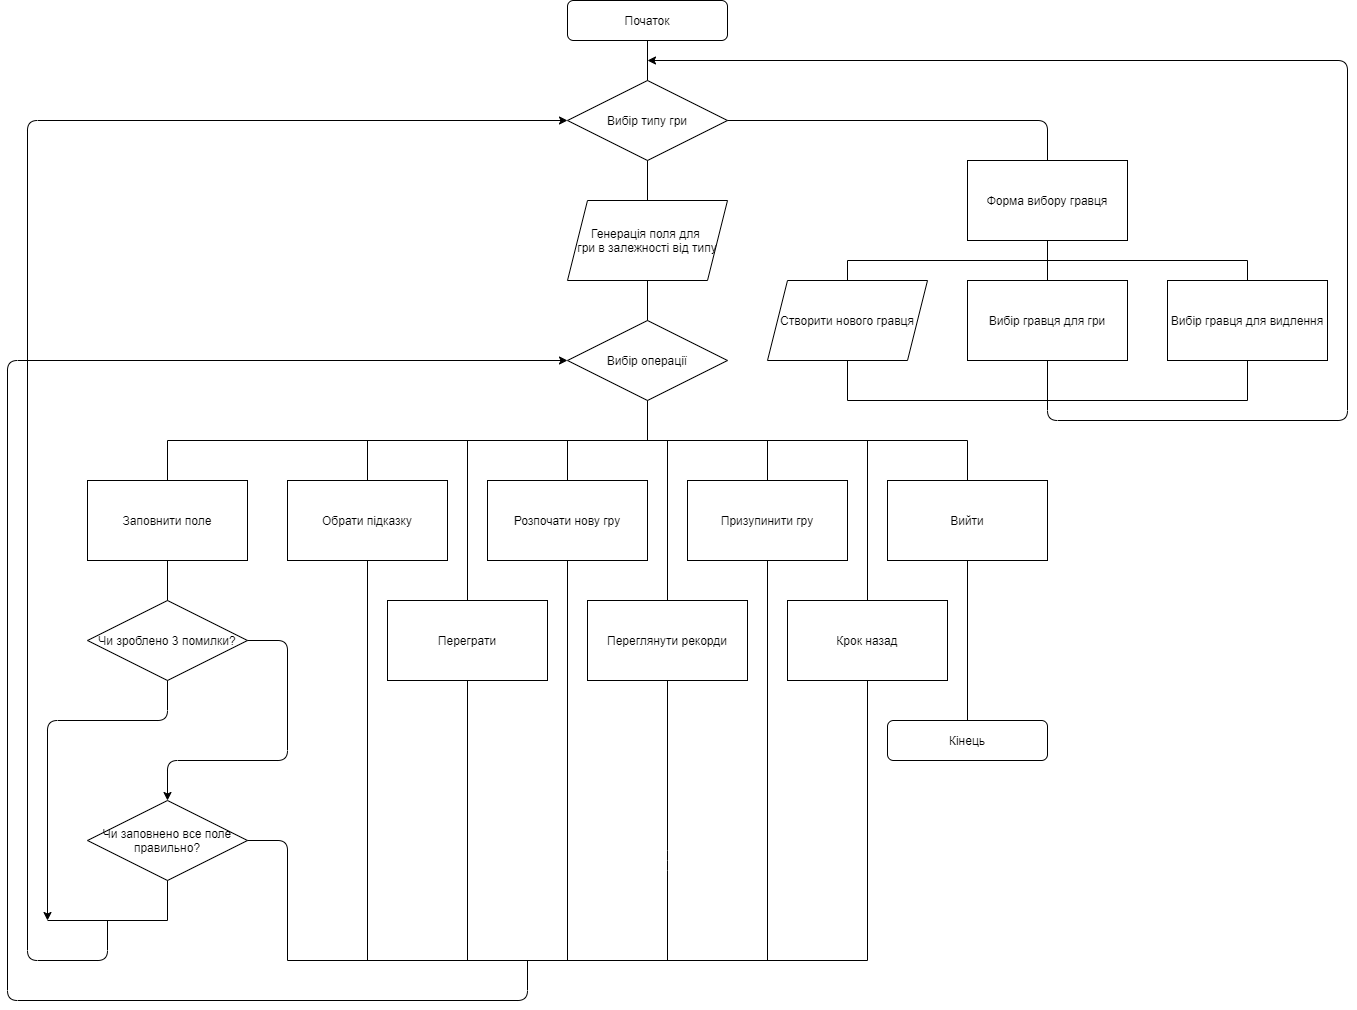 Початок
Вибір типу гри
Форма вибору гравця
Генерація поля для
гри в залежності від типу
Створити нового гравця
Вибір гравця для гри
Вибір гравця для видлення
Вибір операції
Заповнити поле
Обрати підказку
Розпочати нову гру
Призупинити гру
Вийти
Чи зроблено 3 помилки?
Переграти
Переглянути рекорди
Крок назад
Кінець
Чи заповнено все поле
правильно?